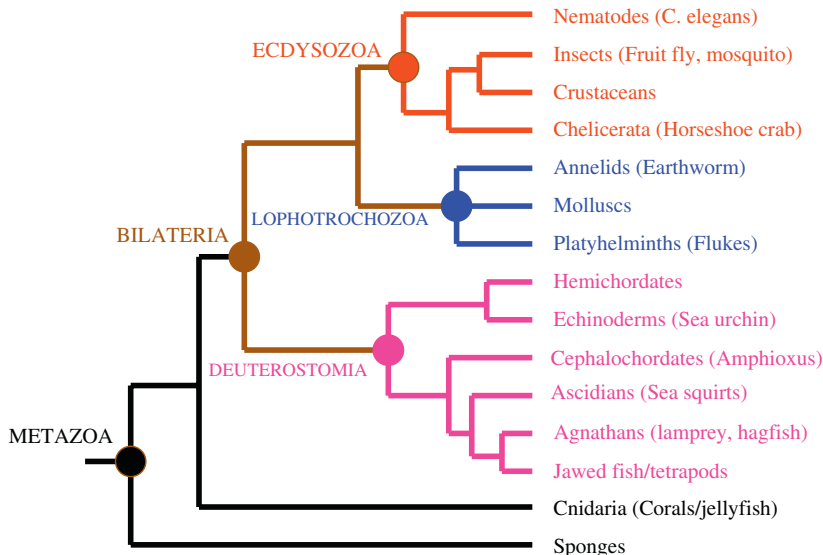 Nematodes (C. elegans)
ECDYSOZOA
Insects (Fruit fly, mosquito)
Crustaceans
Chelicerata (Horseshoe crab)
Annelids (Earthworm)
LOPHOTROCHOZOA
Molluscs
BILATERIA
Platyhelminths (Flukes)
Hemichordates
Echinoderms (Sea urchin)
DEUTEROSTOMIA
Cephalochordates (Amphioxus)
Ascidians (Sea squirts)
METAZOA
Agnathans (lamprey, hagfish)
Jawed fish/tetrapods
Cnidaria (Corals/jellyfish)
Sponges